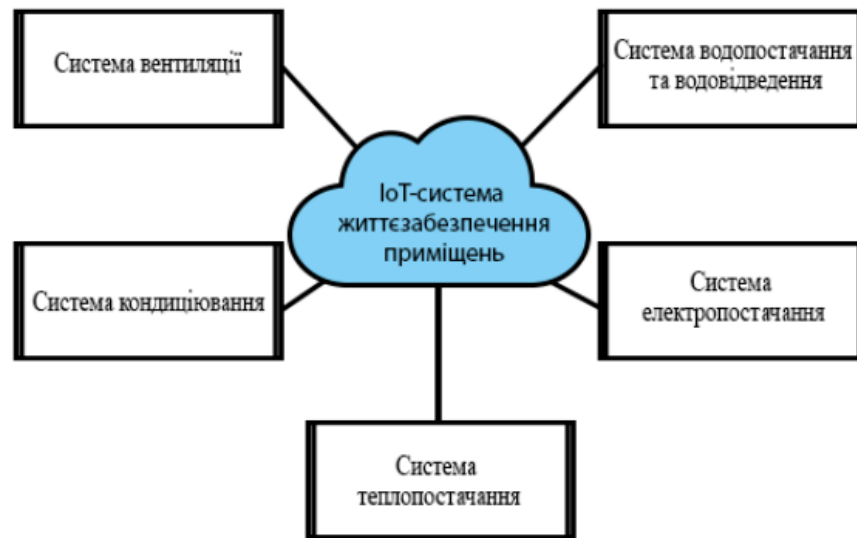 Система вентиляції
Система водопостачання
та водовідведення
IoT-система
життєзабезпечення
приміщень
Система кондиціювання
Система
електропостачання
Система
теплопостачання